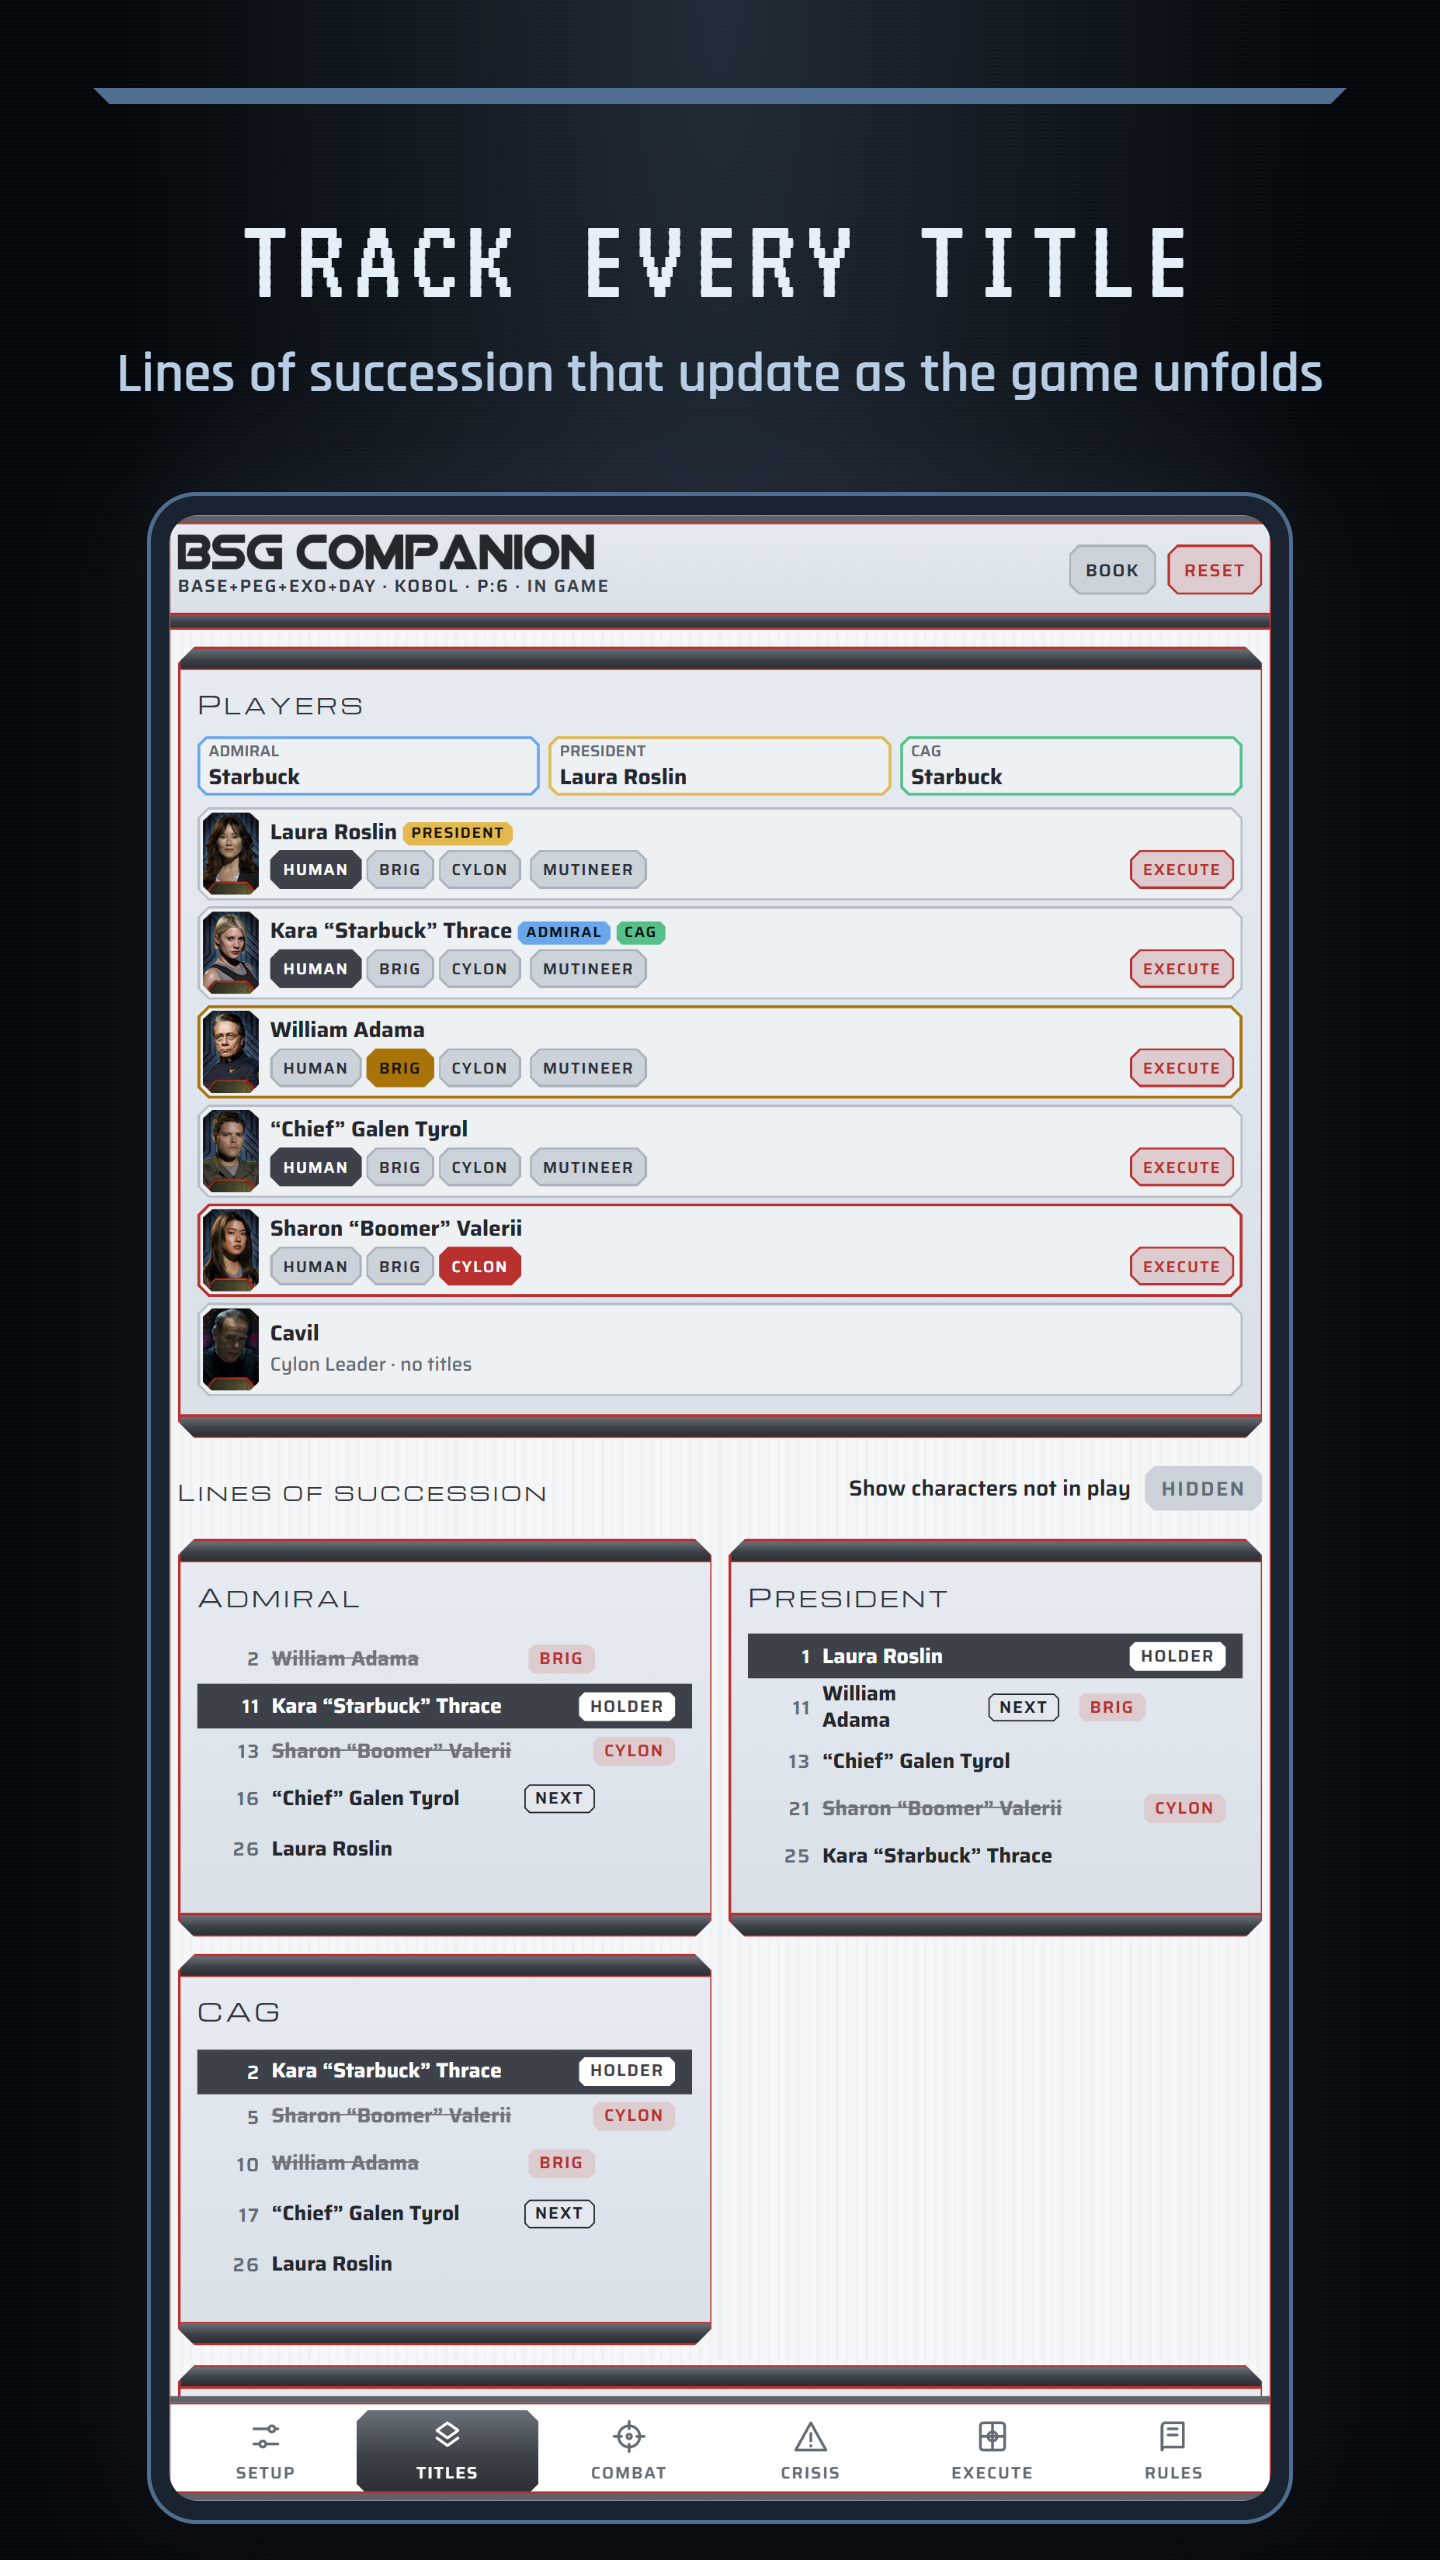 TRACK EVERY TITLE
Lines of succession that update as the game unfolds
BSG COMPANION
BASE+PEG+EXO+DAY · KOBOL · P:6 · IN GAME
BOOK
RESET
PLAYERS
ADMIRAL
Starbuck
PRESIDENT
Laura Roslin
CAG
Starbuck
Laura Roslin PRESIDENT
HUMAN BRIG CYLON MUTINEER EXECUTE
Kara “Starbuck” Thrace ADMIRAL CAG
HUMAN BRIG CYLON MUTINEER EXECUTE
William Adama
HUMAN BRIG CYLON MUTINEER EXECUTE
“Chief” Galen Tyrol
HUMAN BRIG CYLON MUTINEER EXECUTE
Sharon “Boomer” Valerii
HUMAN BRIG CYLON EXECUTE
Cavil
Cylon Leader · no titles
LINES OF SUCCESSION
Show characters not in play HIDDEN
ADMIRAL
2 William Adama BRIG
11 Kara “Starbuck” Thrace HOLDER
13 Sharon “Boomer” Valerii CYLON
16 “Chief” Galen Tyrol NEXT
26 Laura Roslin
PRESIDENT
1 Laura Roslin HOLDER
11 William Adama NEXT BRIG
13 “Chief” Galen Tyrol
21 Sharon “Boomer” Valerii CYLON
25 Kara “Starbuck” Thrace
CAG
2 Kara “Starbuck” Thrace HOLDER
5 Sharon “Boomer” Valerii CYLON
10 William Adama BRIG
17 “Chief” Galen Tyrol NEXT
26 Laura Roslin
SETUP TITLES COMBAT CRISIS EXECUTE RULES